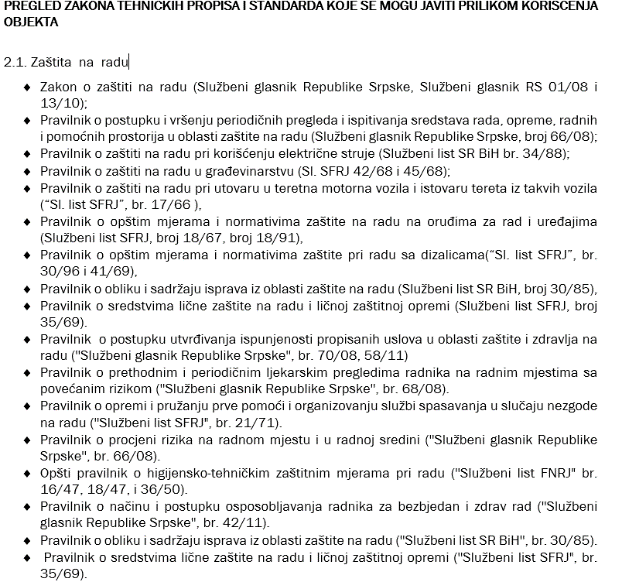 PREGLED ZAKONA TEHNIČKIH PROPISA I STANDARDA KOJE SE MOGU JAVITI PRILIKOM KORIŠĆENJA
OBJEKTA
2.1. Zaštita na radu
♦ Zakon o zaštiti na radu (Službeni glasnik Republike Srpske, Službeni glasnik RS 01/08 i
13/10);
♦ Pravilnik o postupku i vršenju periodičnih pregleda i ispitivanja sredstava rada, opreme, radnih
i pomoćnih prostorija u oblasti zaštite na radu (Službeni glasnik Republike Srpske, broj 66/08);
♦ Pravilnik o zaštiti na radu pri korišćenju električne struje (Službeni list SR BiH br. 34/88);
♦ Pravilnik o zaštiti na radu u građevinarstvu (Sl. SFRJ 42/68 i 45/68);
♦ Pravilnik o zaštiti na radu pri utovaru u teretna motorna vozila i istovaru tereta iz takvih vozila
(“Sl. list SFRJ”, br. 17/66 ),
♦ Pravilnik o opštim mjerama i normativima zaštite na radu na oruđima za rad i uređajima
(Službeni list SFRJ, broj 18/67, broj 18/91),
♦ Pravilnik o opštim mjerama i normativima zaštite pri radu sa dizalicama(“Sl. list SFRJ”, br.
30/96 i 41/69),
♦ Pravilnik o obliku i sadržaju isprava iz oblasti zaštite na radu (Službeni list SR BiH, broj 30/85),
♦ Pravilnik o sredstvima lične zaštite na radu i ličnoj zaštitnoj opremi (Službeni list SFRJ, broj
35/69).
♦ Pravilnik o postupku utvrđivanja ispunjenosti propisanih uslova u oblasti zaštite i zdravlja na
radu ("Službeni glasnik Republike Srpske", br. 70/08, 58/11)
♦ Pravilnik o prethodnim i periodičnim ljekarskim pregledima radnika na radnim mjestima sa
povećanim rizikom ("Službeni glasnik Republike Srpske", br. 68/08).
♦ Pravilnik o opremi i pružanju prve pomoći i organizovanju službi spasavanja u slučaju nezgode
na radu ("Službeni list SFRJ", br. 21/71).
♦ Pravilnik o procjeni rizika na radnom mjestu i u radnoj sredini ("Službeni glasnik Republike
Srpske", br. 66/08).
♦ Opšti pravilnik o higijensko-tehničkim zaštitnim mjerama pri radu ("Službeni list FNRJ" br.
16/47, 18/47, i 36/50).
♦ Pravilnik o načinu i postupku osposobljavanja radnika za bezbjedan i zdrav rad ("Službeni
glasnik Republike Srpske", br. 42/11).
♦ Pravilnik o obliku i sadržaju isprava iz oblasti zaštite na radu ("Službeni list SR BiH", br. 30/85).
♦ Pravilnik o sredstvima lične zaštite na radu i ličnoj zaštitnoj opremi ("Službeni list SFRJ", br.
35/69).